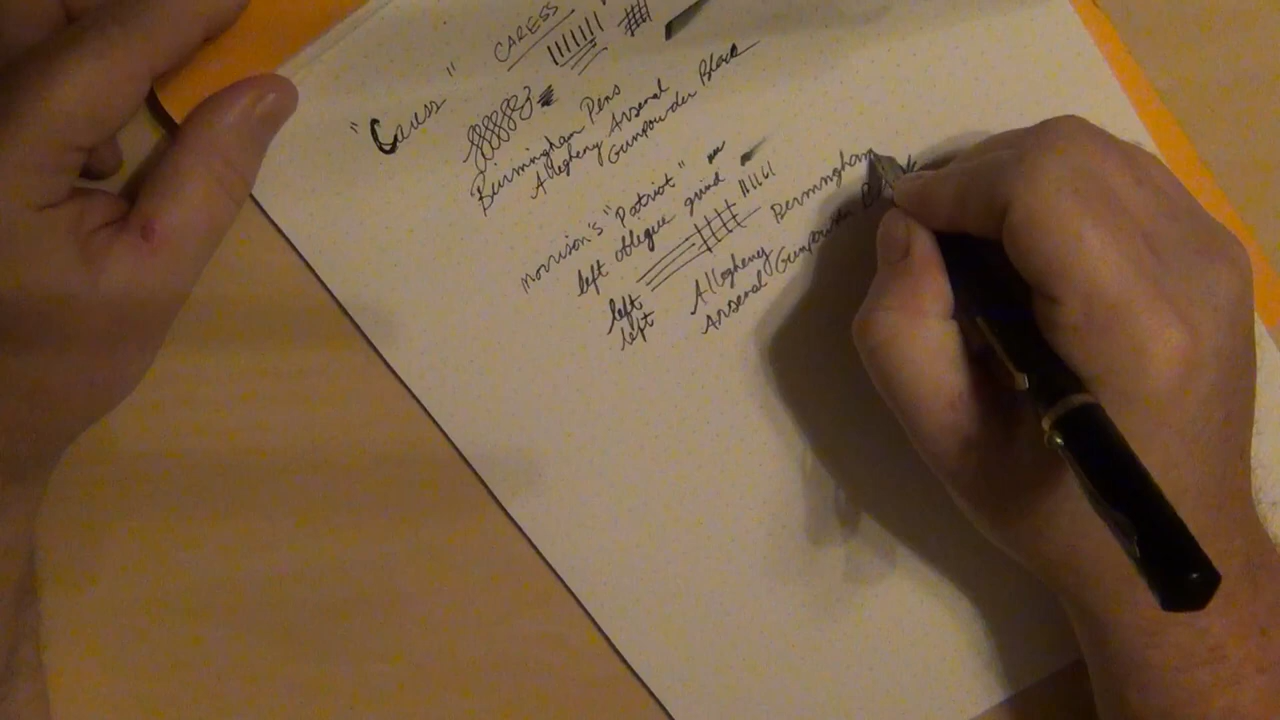 CARESS
"Caress"
Birmingham Pens
Allegheny Arsenal
Gunpowder Black
Morrison's "Patriot"
left oblique grind
left
left
Allegheny Birmingham
Arsenal Gunpowder